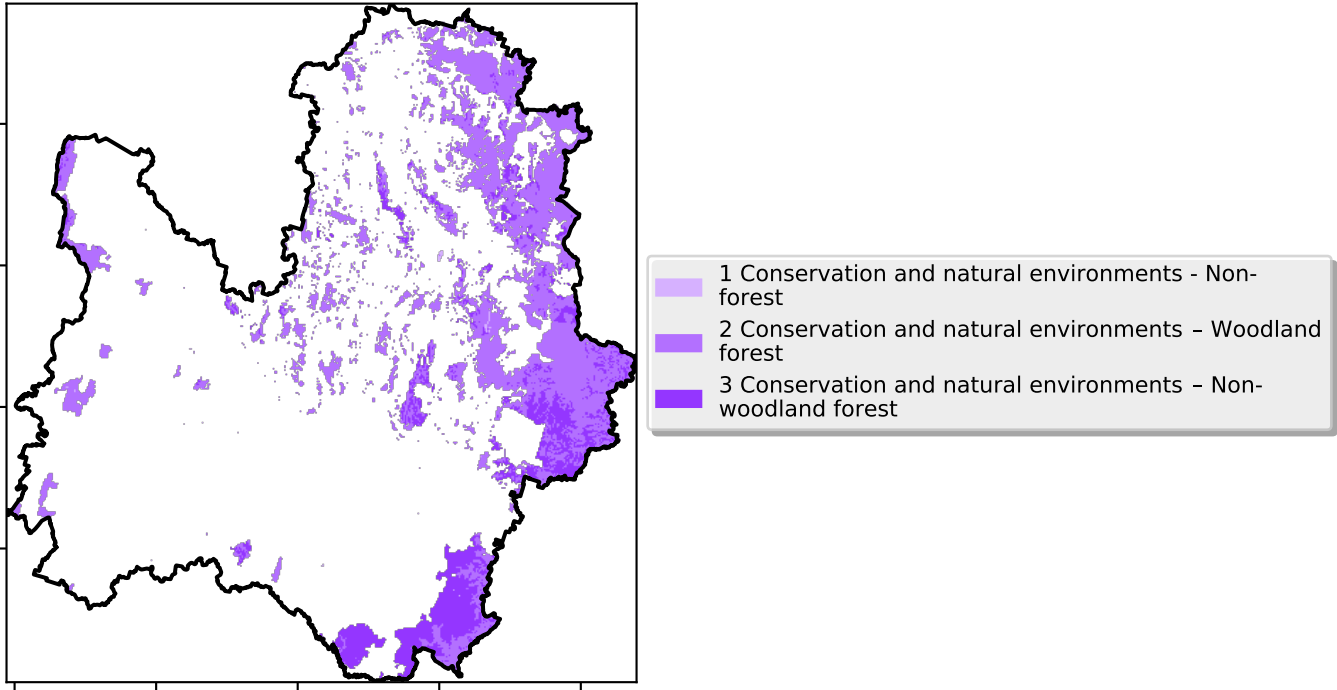 1 Conservation and natural environments - Non-
forest
2 Conservation and natural environments – Woodland
forest
3 Conservation and natural environments – Non-
woodland forest